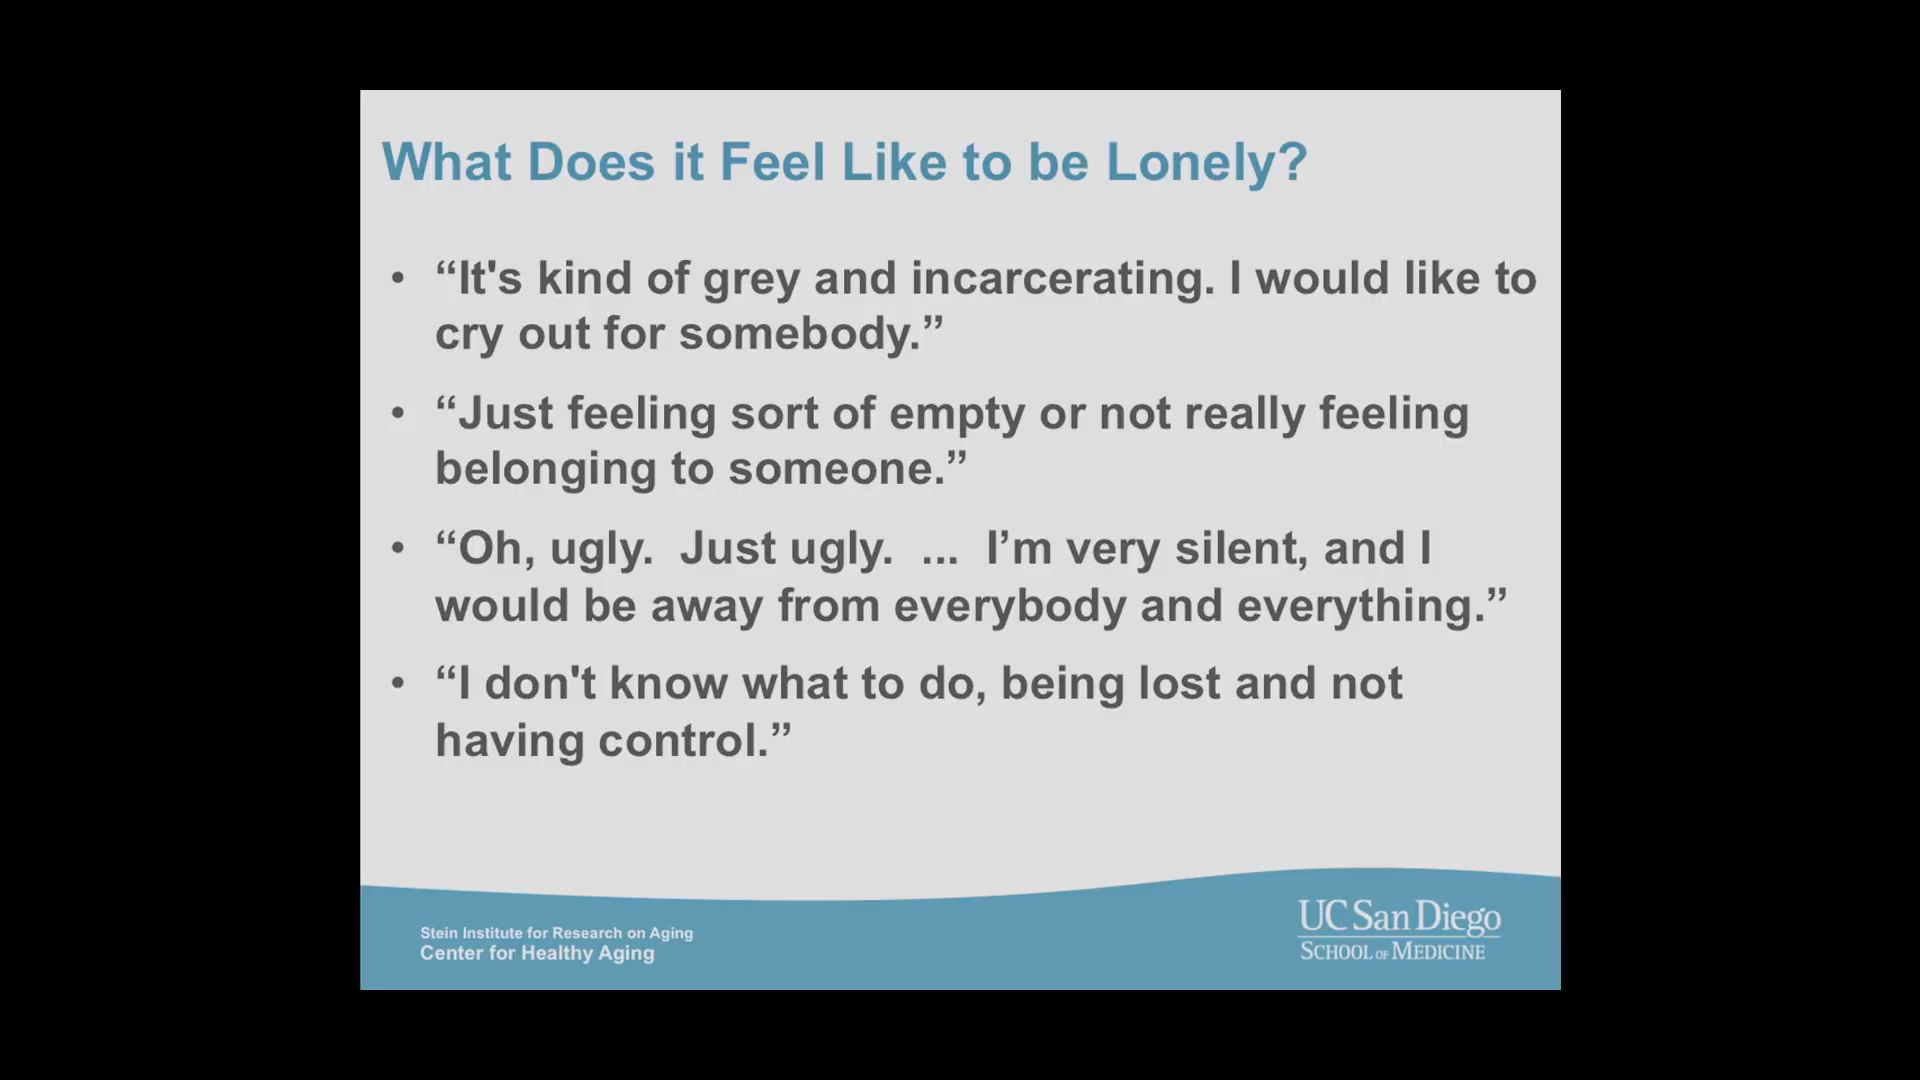 What Does it Feel Like to be Lonely?
• “It's kind of grey and incarcerating. I would like to
cry out for somebody.”
• “Just feeling sort of empty or not really feeling
belonging to someone.”
• “Oh, ugly.  Just ugly.  ...  I’m very silent, and I
would be away from everybody and everything.”
• “I don't know what to do, being lost and not
having control.”
Stein Institute for Research on Aging
Center for Healthy Aging
UC San Diego
SCHOOL OF MEDICINE